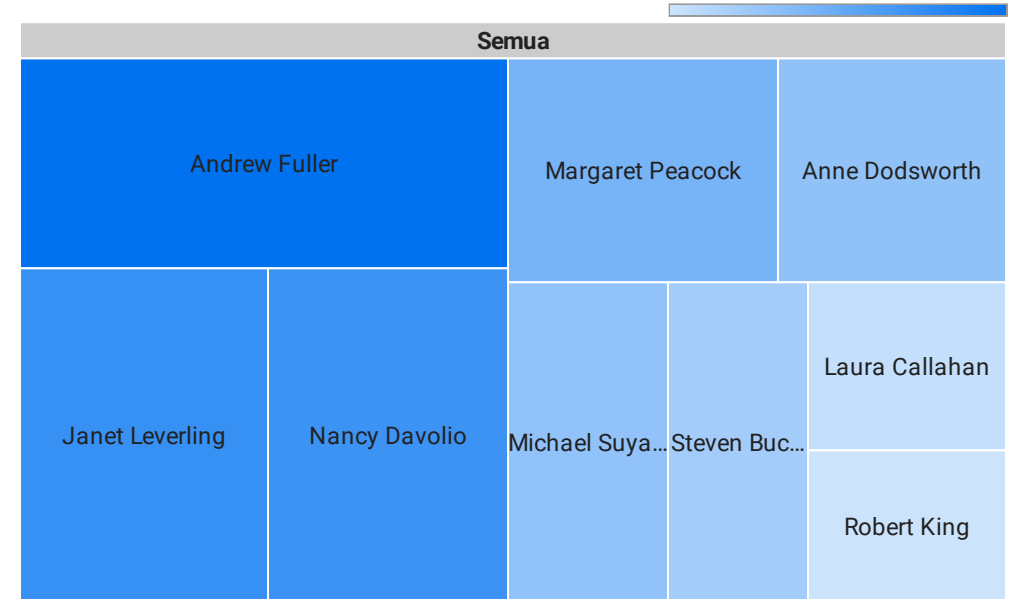 Semua
Andrew Fuller
Margaret Peacock
Anne Dodsworth
Janet Leverling
Nancy Davolio
Michael Suya...
Steven Buc...
Laura Callahan
Robert King